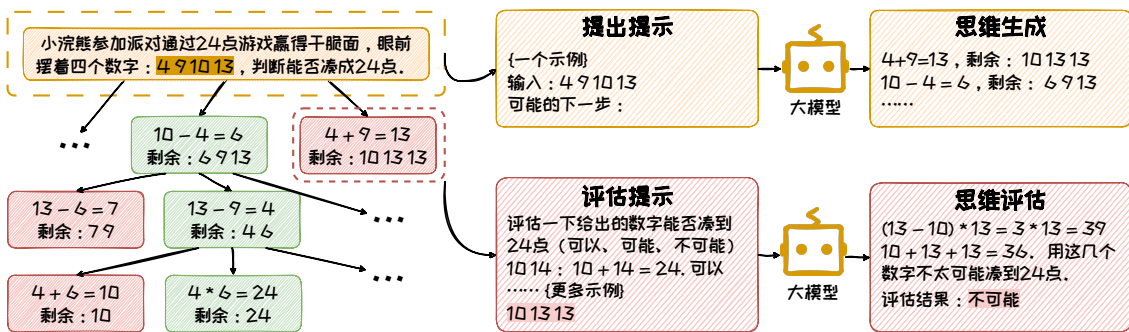 小浣熊参加派对通过24点游戏赢得干脆面，眼前
摆着四个数字：4 9 10 13，判断能否凑成24点.
...
10 - 4 = 6
剩余：6 9 13
4 + 9 = 13
剩余：10 13 13
13 - 6 = 7
剩余：7 9
13 - 9 = 4
剩余：4 6
...
4 + 6 = 10
剩余：10
4 * 6 = 24
剩余：24
...
提出提示
{一个示例}
输入：4 9 10 13
可能的下一步：
大模型
思维生成
4+9=13，剩余：10 13 13
10 - 4 = 6，剩余：6 9 13
……
评估提示
评估一下给出的数字能否凑到
24点（可以、可能、不可能）
10 14：10 + 14 = 24. 可以
…… {更多示例}
10 13 13
大模型
思维评估
(13 - 10) * 13 = 3 * 13 = 39
10 + 13 + 13 = 36. 用这几个
数字不太可能凑到24点.
评估结果：不可能